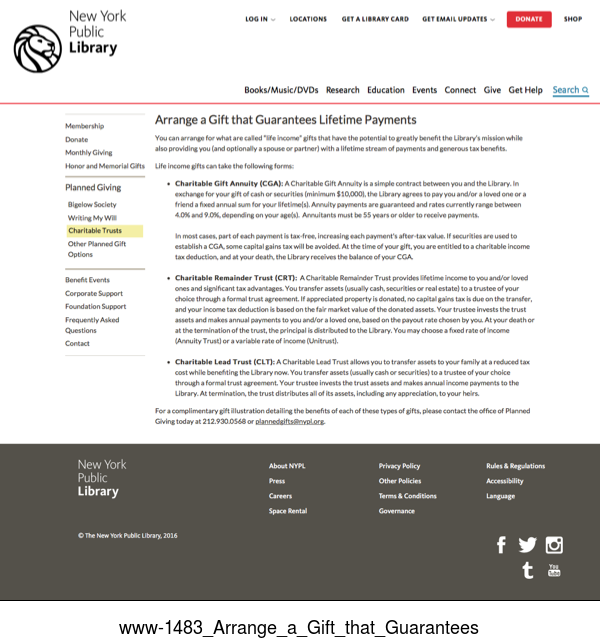 New York
Public
Library
LOG IN
LOCATIONS
GET A LIBRARY CARD
GET EMAIL UPDATES
DONATE
SHOP
Books/Music/DVDs
Research
Education
Events
Connect
Give
Get Help
Search
Membership
Donate
Monthly Giving
Honor and Memorial Gifts
Planned Giving
Bigelow Society
Writing My Will
Charitable Trusts
Other Planned Gift
Options
Benefit Events
Corporate Support
Foundation Support
Frequently Asked
Questions
Contact
Arrange a Gift that Guarantees Lifetime Payments
You can arrange for what are called "life income" gifts that have the potential to greatly benefit the Library's mission while
also providing you (and optionally a spouse or partner) with a lifetime stream of payments and generous tax benefits.
Life income gifts can take the following forms:
• Charitable Gift Annuity (CGA): A Charitable Gift Annuity is a simple contract between you and the Library. In
exchange for your gift of cash or securities (minimum $10,000), the Library agrees to pay you and/or a loved one or a
friend a fixed annual sum for your lifetime(s). Annuity payments are guaranteed and rates currently range between
4.0% and 9.0%, depending on your age(s). Annuitants must be 55 years or older to receive payments.
In most cases, part of each payment is tax-free, increasing each payment's after-tax value. If securities are used to
establish a CGA, some capital gains tax will be avoided. At the time of your gift, you are entitled to a charitable income
tax deduction, and at your death, the Library receives the balance of your CGA.
• Charitable Remainder Trust (CRT): A Charitable Remainder Trust provides lifetime income to you and/or loved
ones and significant tax advantages. You transfer assets (usually cash, securities or real estate) to a trustee of your
choice through a formal trust agreement. If appreciated property is donated, no capital gains tax is due on the transfer,
and your income tax deduction is based on the fair market value of the donated assets. Your trustee invests the trust
assets and makes annual payments to you and/or a loved one, based on the payout rate chosen by you. At your death or
at the termination of the trust, the principal is distributed to the Library. You may choose a fixed rate of income
(Annuity Trust) or a variable rate of income (Unitrust).
• Charitable Lead Trust (CLT): A Charitable Lead Trust allows you to transfer assets to your family at a reduced tax
cost while benefiting the Library now. You transfer assets (usually cash or securities) to a trustee of your choice
through a formal trust agreement. Your trustee invests the trust assets and makes annual income payments to the
Library. At termination, the trust distributes all of its assets, including any appreciation, to your heirs.
For a complimentary gift illustration detailing the benefits of each of these types of gifts, please contact the office of Planned
Giving today at 212.930.0568 or plannedgifts@nypl.org.
New York
Public
Library
About NYPL
Press
Careers
Space Rental
Privacy Policy
Other Policies
Terms & Conditions
Governance
Rules & Regulations
Accessibility
Language
© The New York Public Library, 2016
f
t
You
Tube
www-1483_Arrange_a_Gift_that_Guarantees